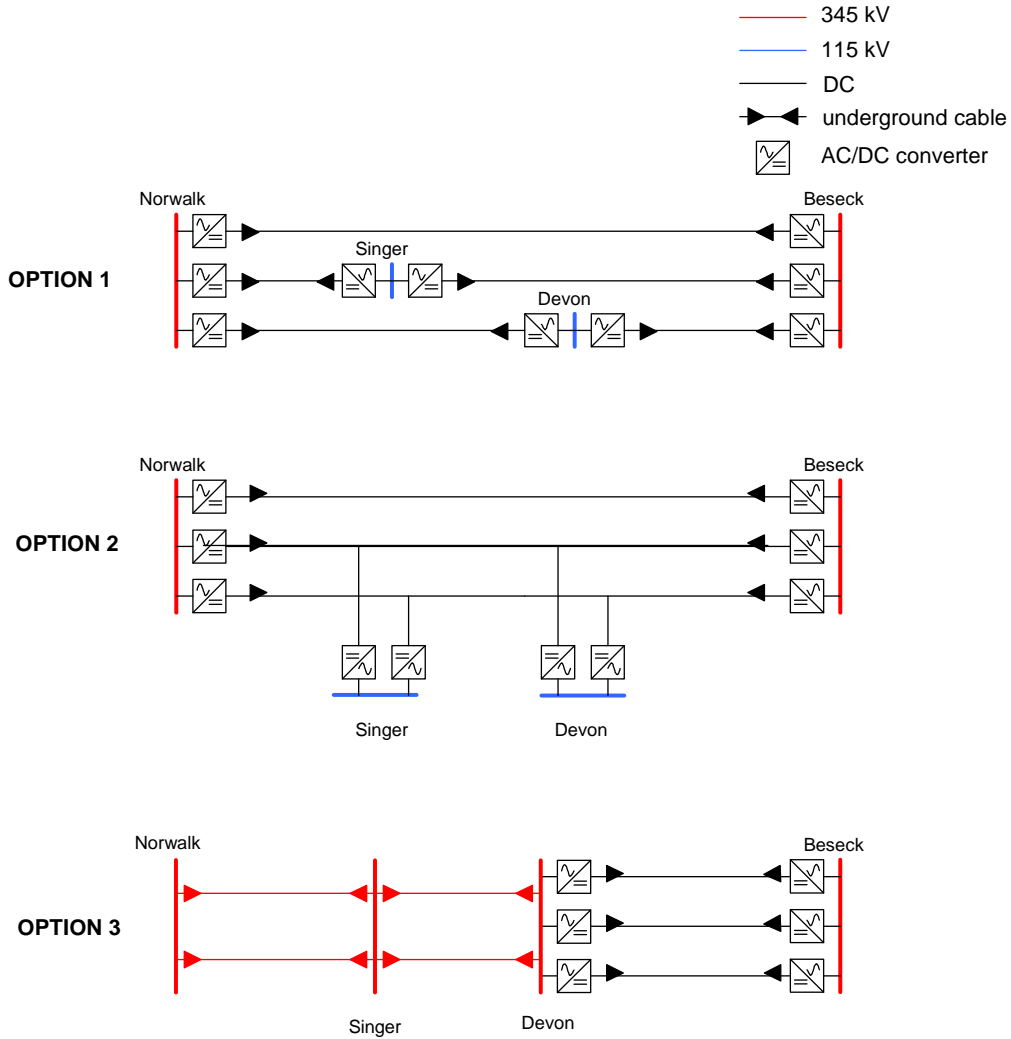 345 kV
115 kV
DC
underground cable
AC/DC converter
Norwalk
Beseck
Singer
OPTION 1
Devon
Norwalk
Beseck
OPTION 2
Singer
Devon
Norwalk
Beseck
OPTION 3
Singer
Devon